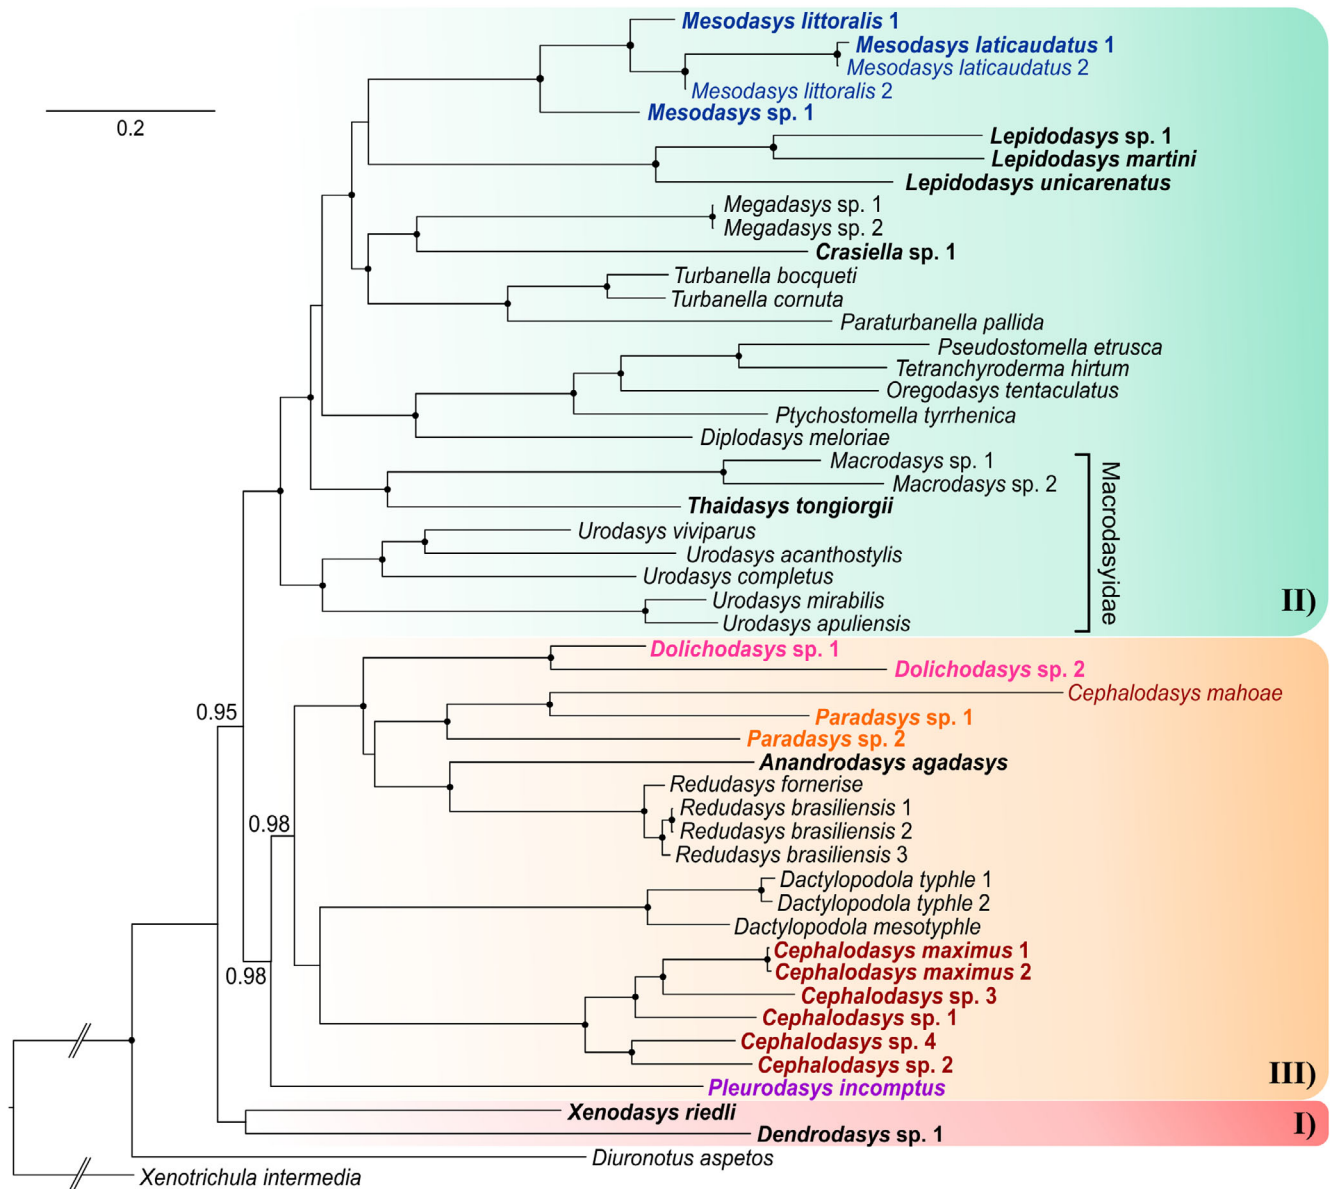 Mesodasys littoralis 1
Mesodasys laticaudatus 1
Mesodasys laticaudatus 2
Mesodasys littoralis 2
Mesodasys sp. 1
0.2
Lepidodasys sp. 1
Lepidodasys martini
Lepidodasys unicarenatus
Megadasys sp. 1
Megadasys sp. 2
Crasiella sp. 1
Turbanella bocqueti
Turbanella cornuta
Paraturbanella pallida
Pseudostomella etrusca
Tetranchyroderma hirtum
Oregodasys tentaculatus
Ptychostomella tyrrhenica
Diplodasys meloriae
Macrodasys sp. 1
Macrodasys sp. 2
Thaidasys tongiorgii
Urodasys viviparus
Urodasys acanthostylis
Urodasys completus
Urodasys mirabilis
Urodasys apuliensis
Macrodasyidae
II)
Dolichodasys sp. 1
Dolichodasys sp. 2
Cephalodasys mahoae
0.95
Paradasys sp. 1
Paradasys sp. 2
Anandrodasys agadasys
Redudasys fornerise
Redudasys brasiliensis 1
0.98
Redudasys brasiliensis 2
Redudasys brasiliensis 3
Dactylopodola typhle 1
Dactylopodola typhle 2
Dactylopodola mesotyphle
Cephalodasys maximus 1
0.98
Cephalodasys maximus 2
Cephalodasys sp. 3
Cephalodasys sp. 1
Cephalodasys sp. 4
Cephalodasys sp. 2
III)
Pleurodasys incomptus
Xenodasys riedli
Dendrodasys sp. 1
I)
Diuronotus aspetos
Xenotrichula intermedia